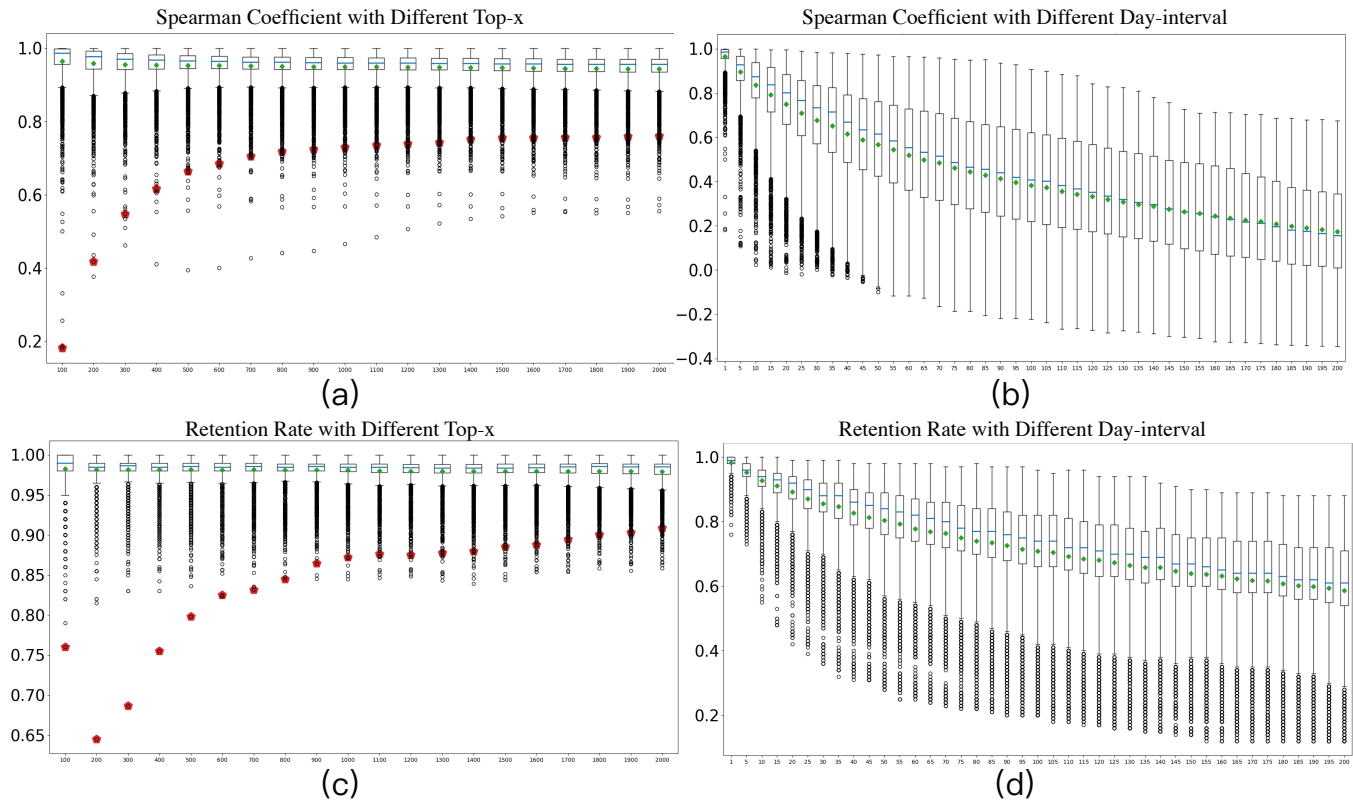 Spearman Coefficient with Different Top-x
1.0
0.8
0.6
0.4
0.2
100 200 300 400 500 600 700 800 900 1000 1100 1200 1300 1400 1500 1600 1700 1800 1900 2000
(a)
Spearman Coefficient with Different Day-interval
1.0
0.8
0.6
0.4
0.2
0.0
−0.2
−0.4
1 5 10 15 20 25 30 35 40 45 50 55 60 65 70 75 80 85 90 95 100 105 110 115 120 125 130 135 140 145 150 155 160 165 170 175 180 185 190 195 200
(b)
Retention Rate with Different Top-x
1.00
0.95
0.90
0.85
0.80
0.75
0.70
0.65
100 200 300 400 500 600 700 800 900 1000 1100 1200 1300 1400 1500 1600 1700 1800 1900 2000
(c)
Retention Rate with Different Day-interval
1.0
0.8
0.6
0.4
0.2
1 5 10 15 20 25 30 35 40 45 50 55 60 65 70 75 80 85 90 95 100 105 110 115 120 125 130 135 140 145 150 155 160 165 170 175 180 185 190 195 200
(d)